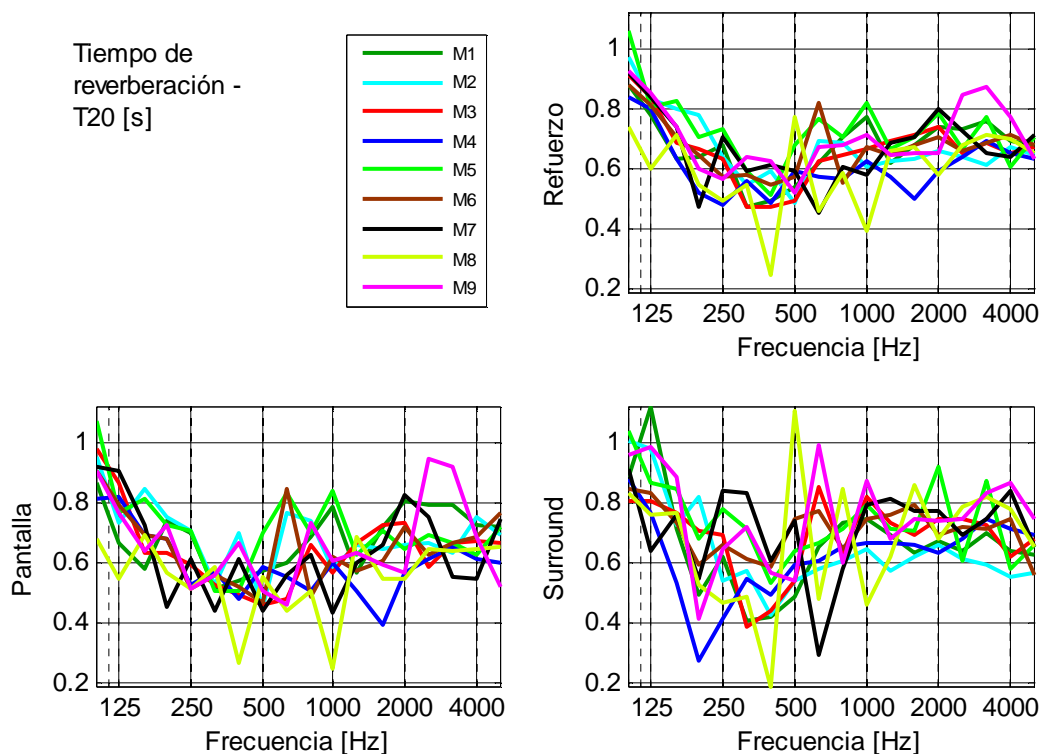 Tiempo de
reverberación -
T20 [s]
M1
M2
M3
M4
M5
M6
M7
M8
M9
Refuerzo
1
0.8
0.6
0.4
0.2
125 250 500 1000 2000 4000
Frecuencia [Hz]
Pantalla
1
0.8
0.6
0.4
0.2
125 250 500 1000 2000 4000
Frecuencia [Hz]
Surround
1
0.8
0.6
0.4
0.2
125 250 500 1000 2000 4000
Frecuencia [Hz]